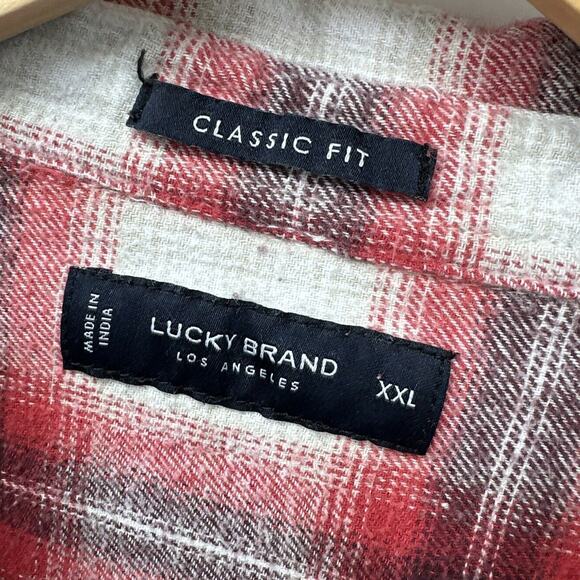 CLASSIC FIT
MADE IN
INDIA
LUCKY BRAND
LOS ANGELES
XXL